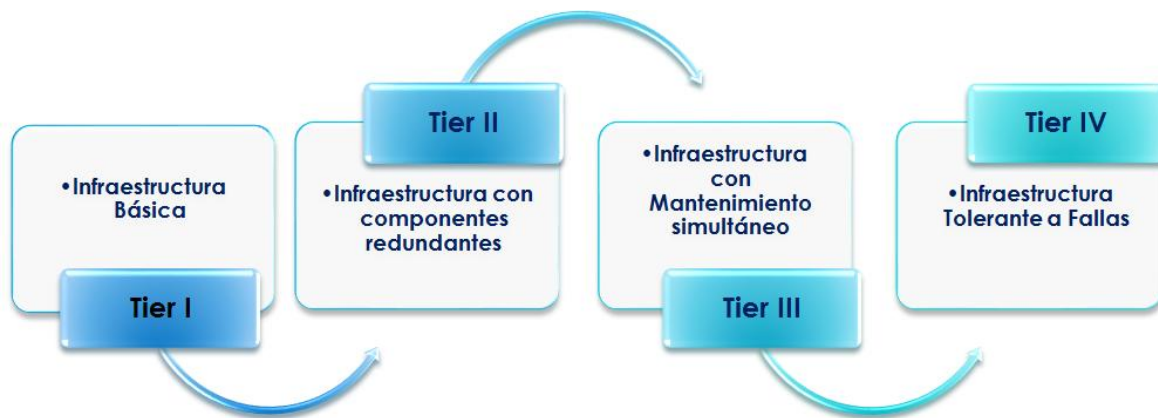 •Infraestructura
Básica
Tier I
Tier II
•Infraestructura con
componentes
redundantes
•Infraestructura
con
Mantenimiento
simultáneo
Tier III
Tier IV
•Infraestructura
Tolerante a Fallas